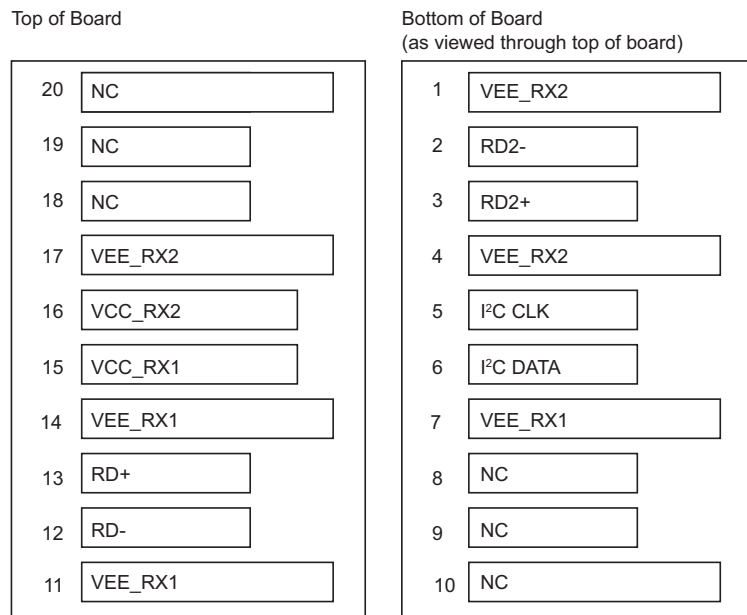 Top of Board
20 NC
19 NC
18 NC
17 VEE_RX2
16 VCC_RX2
15 VCC_RX1
14 VEE_RX1
13 RD+
12 RD-
11 VEE_RX1
Bottom of Board
(as viewed through top of board)
1 VEE_RX2
2 RD2-
3 RD2+
4 VEE_RX2
5 I²C CLK
6 I²C DATA
7 VEE_RX1
8 NC
9 NC
10 NC